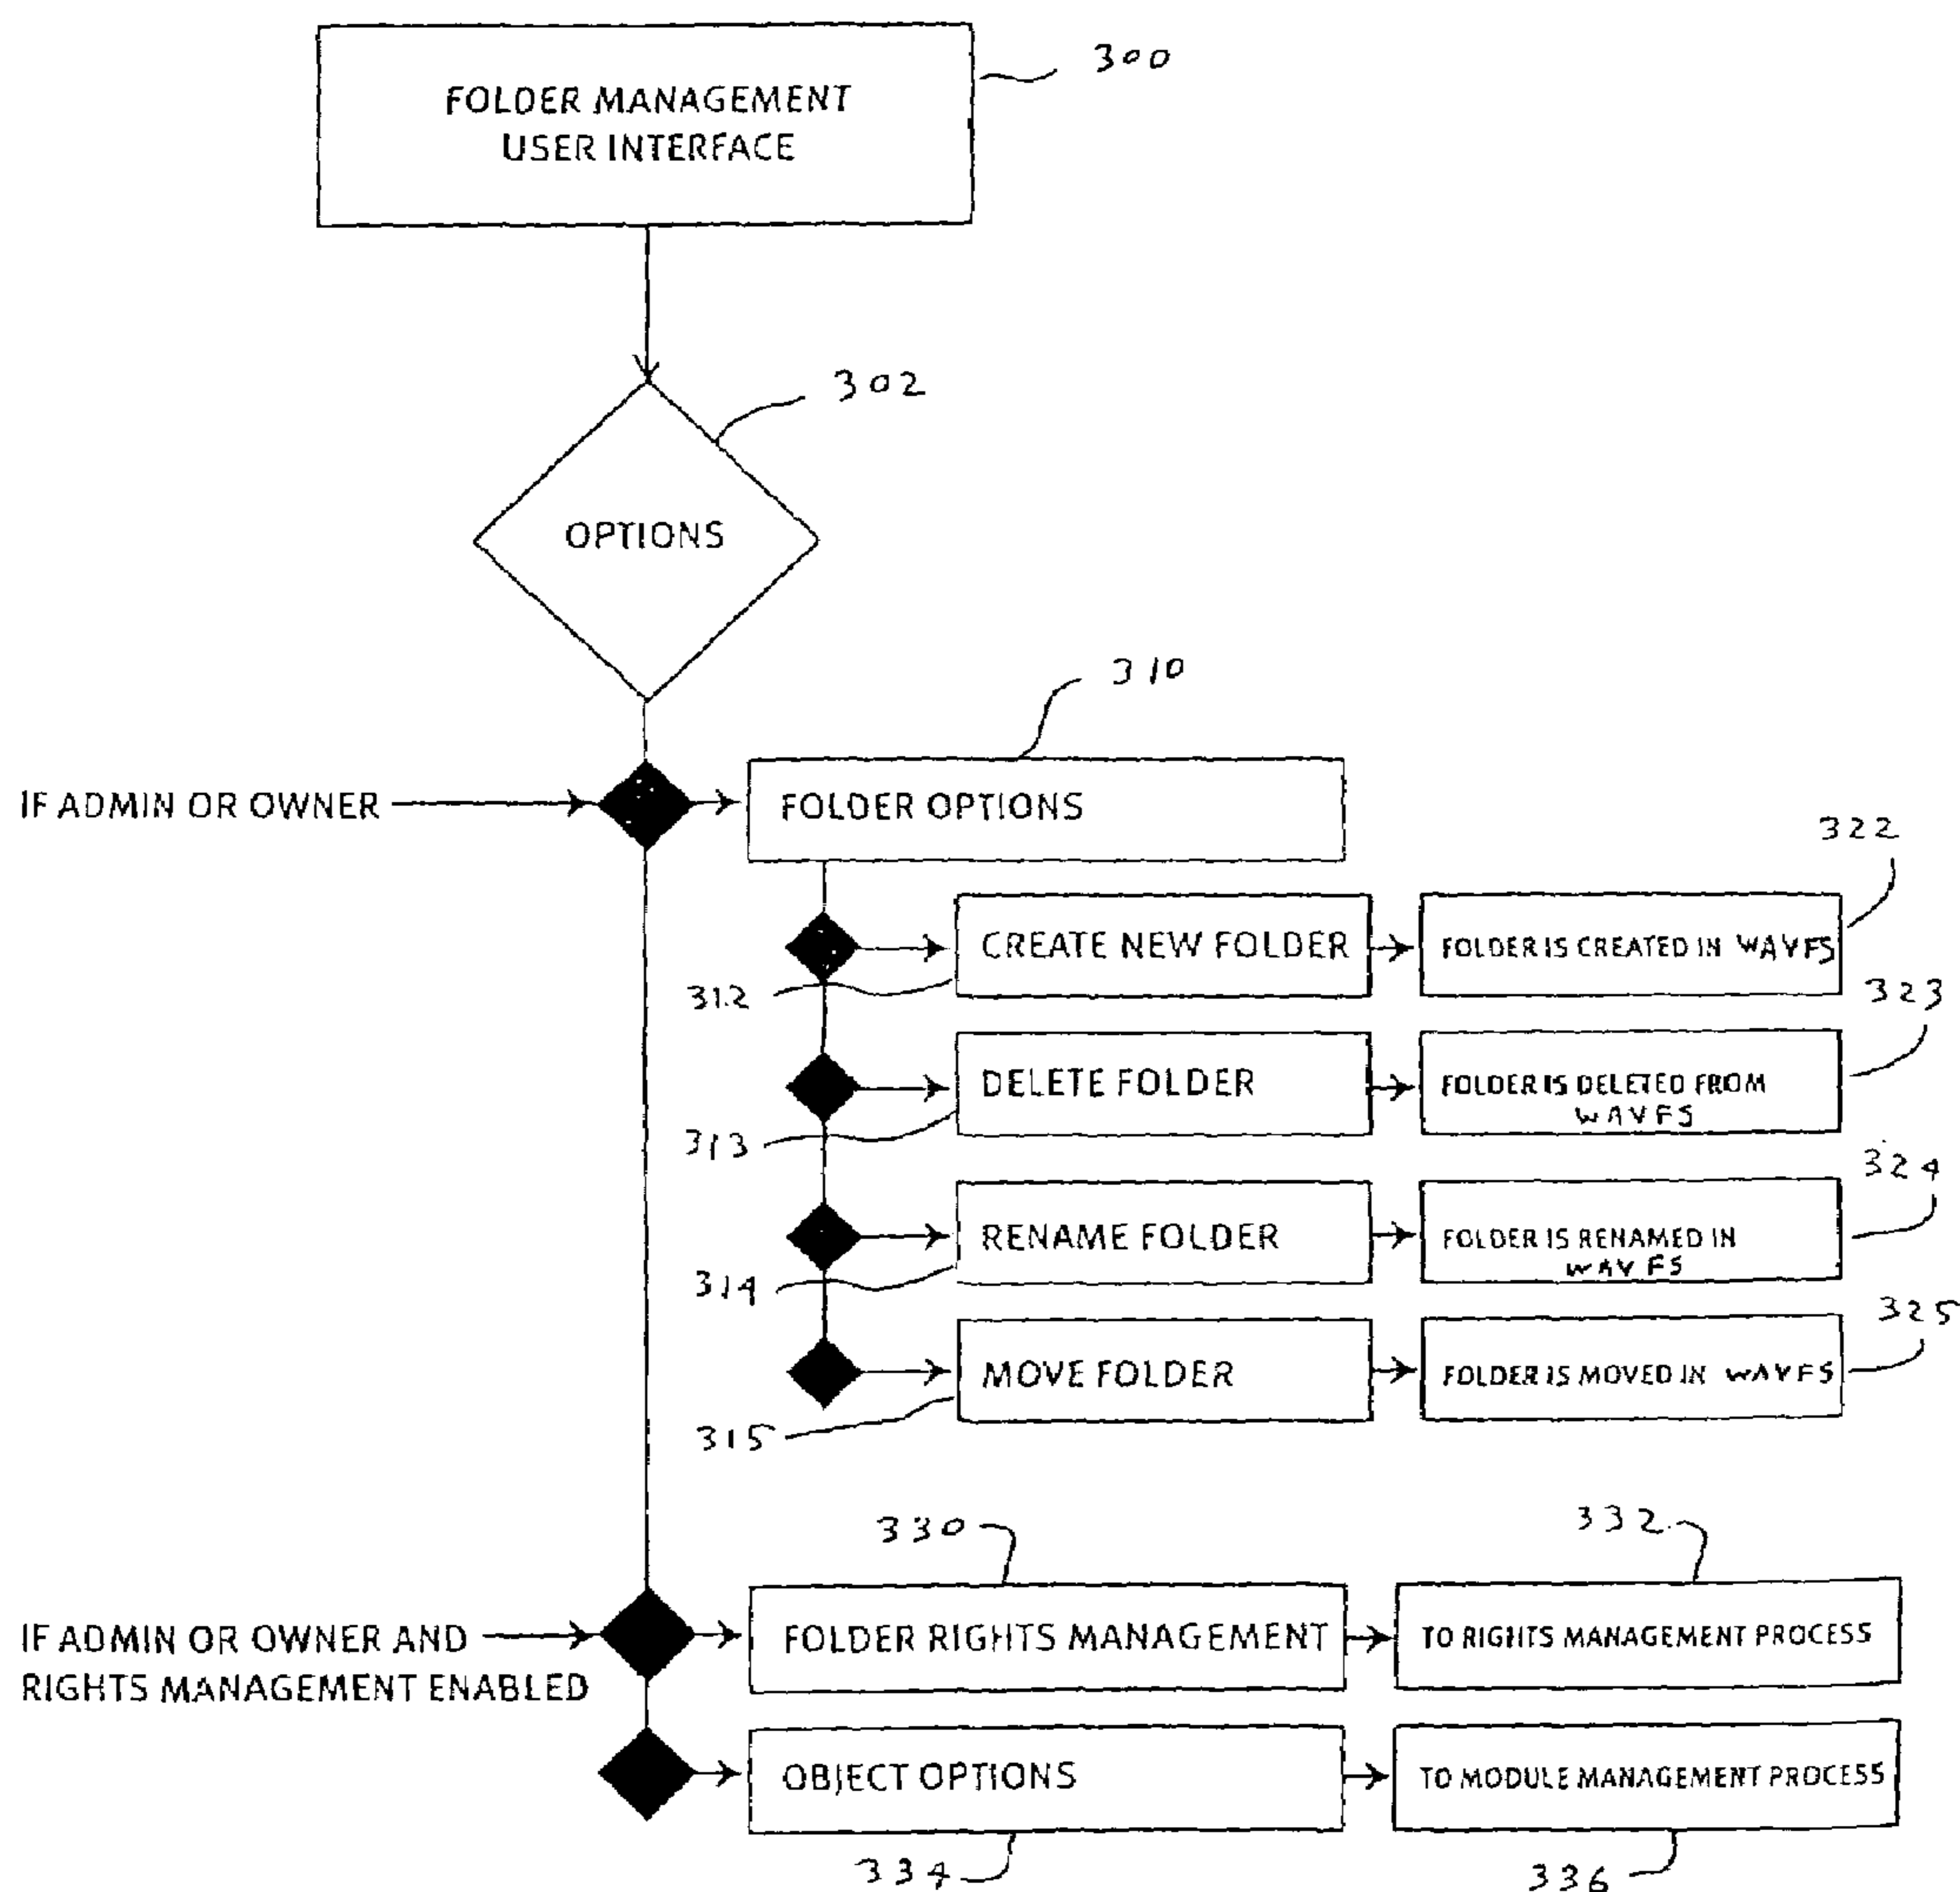 300
FOLDER MANAGEMENT
USER INTERFACE
302
OPTIONS
310
IF ADMIN OR OWNER
FOLDER OPTIONS
322
CREATE NEW FOLDER
FOLDER IS CREATED IN WAVFS
312
323
DELETE FOLDER
FOLDER IS DELETED FROM
WAVFS
313
324
RENAME FOLDER
FOLDER IS RENAMED IN
WAVFS
314
325
MOVE FOLDER
FOLDER IS MOVED IN WAVFS
315
330
332
IF ADMIN OR OWNER AND
RIGHTS MANAGEMENT ENABLED
FOLDER RIGHTS MANAGEMENT
TO RIGHTS MANAGEMENT PROCESS
OBJECT OPTIONS
TO MODULE MANAGEMENT PROCESS
334
336